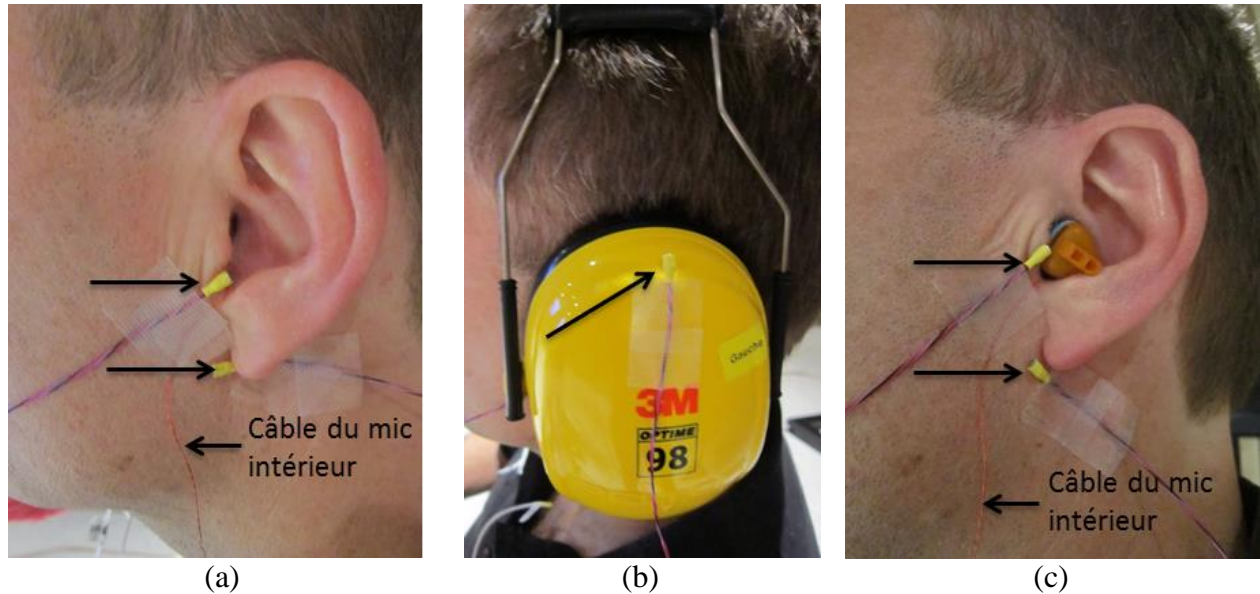 Câble du mic
intérieur
Gauche
3M
OPTIME
98
Câble du mic
intérieur
(a)
(b)
(c)